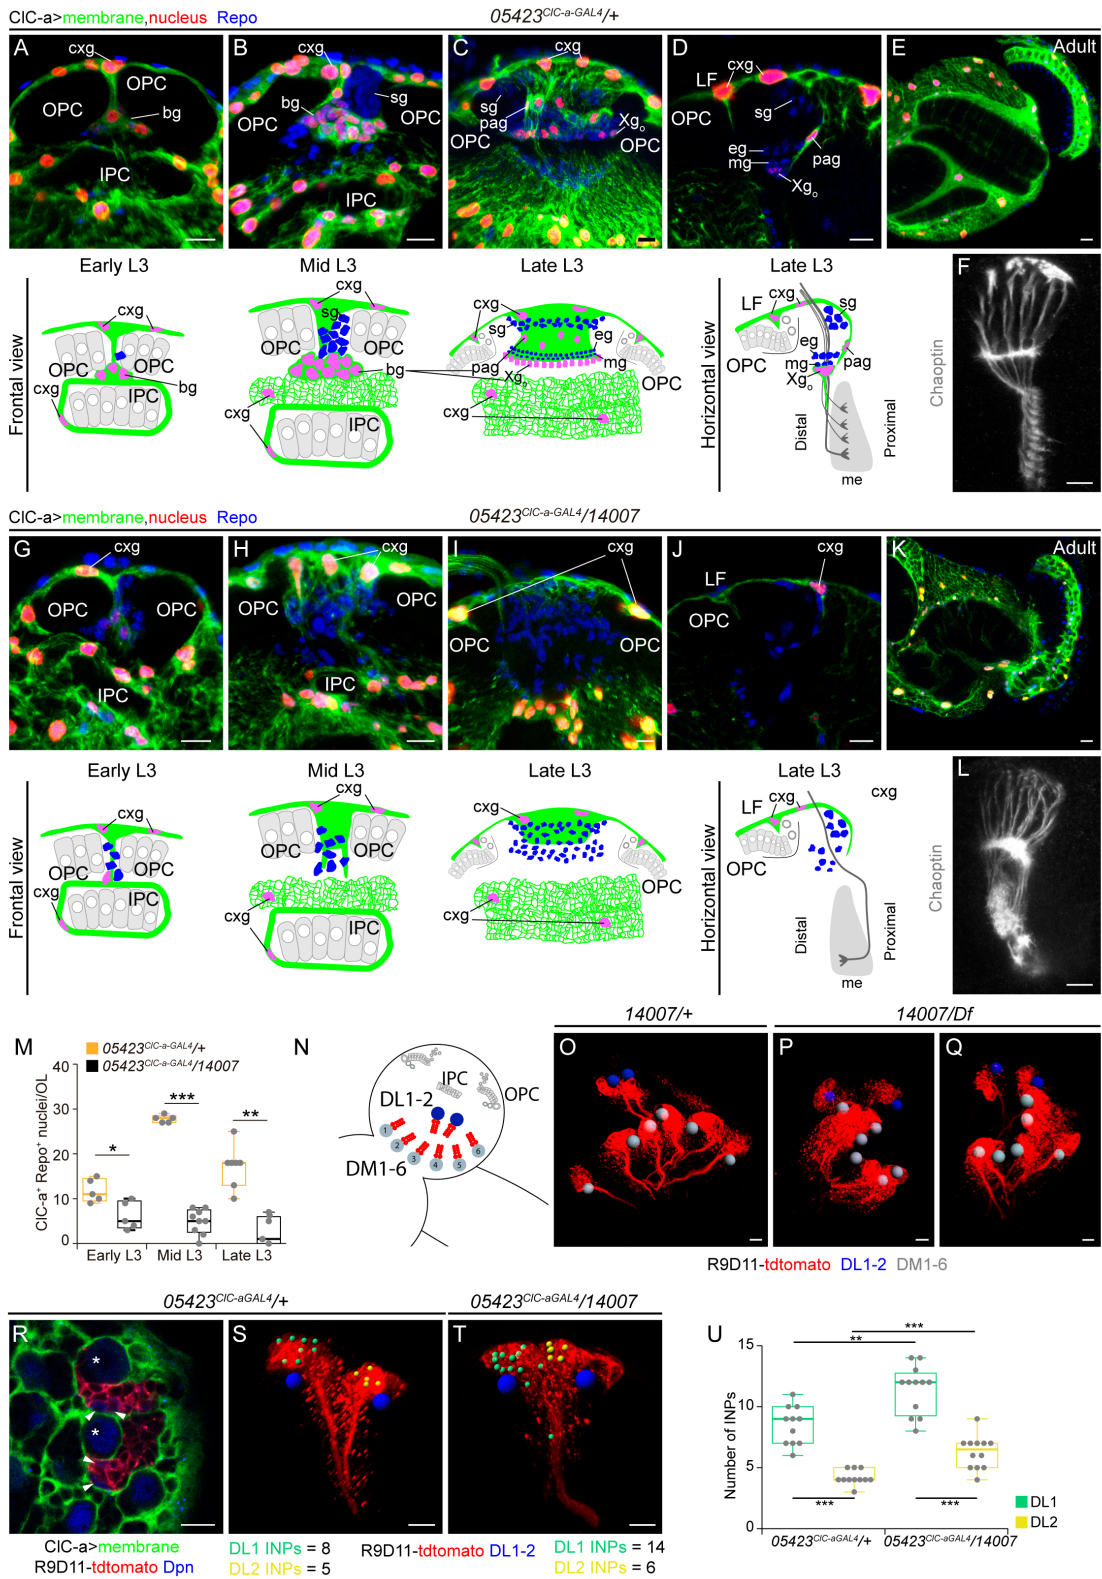 ClC-a>membrane,nucleus Repo
05423ClC-a-GAL4/+
A
cxg
OPC
OPC
bg
IPC
B
cxg
bg
sg
OPC
OPC
IPC
C
cxg
sg
pag
Xgo
OPC
OPC
D
cxg
LF
OPC
sg
eg
mg
pag
Xgo
E
Adult
Early L3
Mid L3
Late L3
Late L3
F
Frontal view
cxg
OPC
OPC
cxg
bg
IPC
cxg
sg
OPC
OPC
bg
cxg
IPC
cxg
sg
eg
pag
mg
Xgo
OPC
cxg
Horizontal view
LF
cxg
sg
OPC
eg
mg
pag
Xgo
Distal
Proximal
me
Chaoptin
ClC-a>membrane,nucleus Repo
05423ClC-a-GAL4/14007
G
cxg
OPC
OPC
IPC
H
cxg
OPC
OPC
IPC
I
cxg
OPC
OPC
J
cxg
LF
OPC
K
Adult
Early L3
Mid L3
Late L3
Late L3
L
Frontal view
cxg
OPC
OPC
cxg
IPC
cxg
OPC
OPC
cxg
IPC
cxg
OPC
cxg
Horizontal view
cxg
LF
cxg
OPC
Distal
Proximal
me
Chaoptin
M
05423ClC-a-GAL4/+
05423ClC-a-GAL4/14007
ClC-a+ Repo+ nuclei/OL
40
30
20
10
0
*
***
**
Early L3
Mid L3
Late L3
N
IPC
OPC
DL1-2
DM1-6
1
2
3
4
5
6
14007/+
14007/Df
O
P
Q
R9D11-tdtomato DL1-2 DM1-6
05423ClC-aGAL4/+
05423ClC-aGAL4/14007
R
*
*
S
T
ClC-a>membrane
R9D11-tdtomato Dpn
DL1 INPs = 8
DL2 INPs = 5
R9D11-tdtomato DL1-2
DL1 INPs = 14
DL2 INPs = 6
U
Number of INPs
15
10
5
0
***
**
***
***
05423ClC-aGAL4/+
05423ClC-aGAL4/14007
DL1
DL2